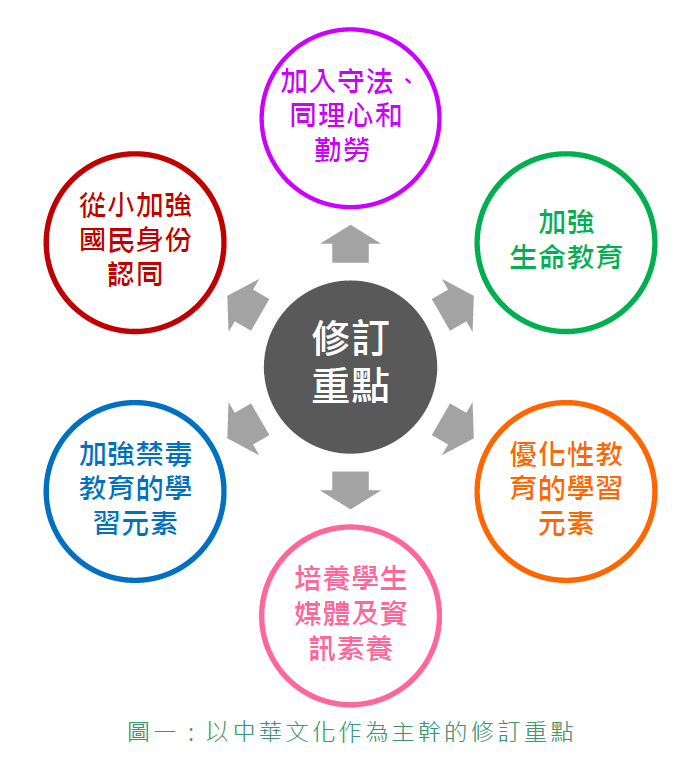 加入守法、
同理心和
勤勞
加強
生命教育
優化性教
育的學習
元素
培養學生
媒體及資
訊素養
加強禁毒
教育的學
習元素
從小加強
國民身份
認同
修訂
重點
圖一：以中華文化作為主幹的修訂重點